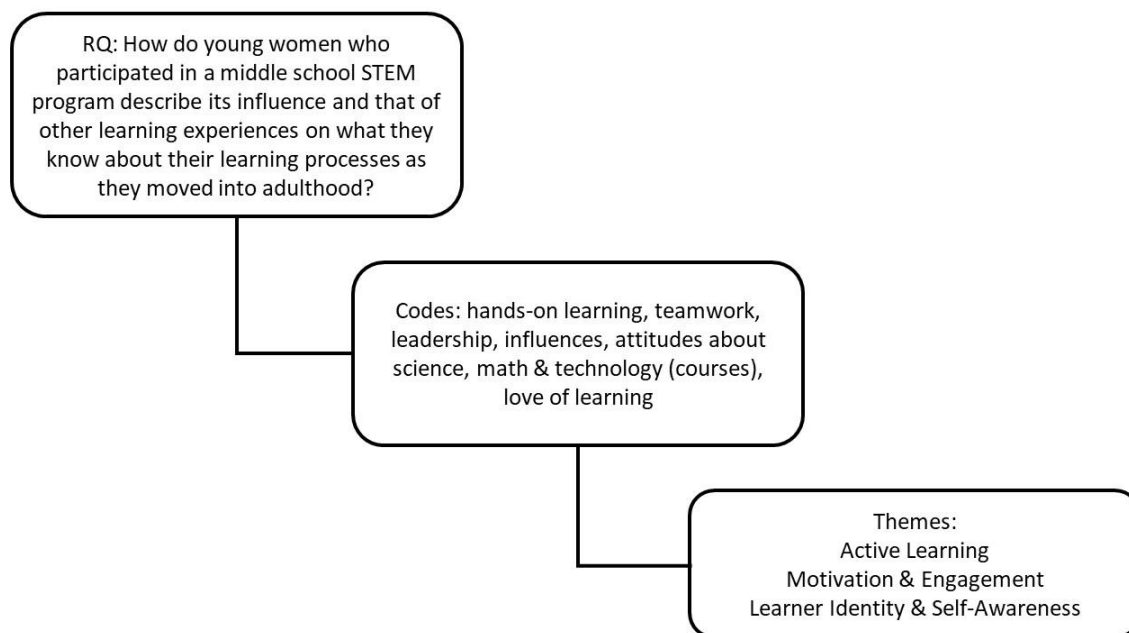 RQ: How do young women who
participated in a middle school STEM
program describe its influence and that of
other learning experiences on what they
know about their learning processes as
they moved into adulthood?
Codes: hands-on learning, teamwork,
leadership, influences, attitudes about
science, math & technology (courses),
love of learning
Themes:
Active Learning
Motivation & Engagement
Learner Identity & Self-Awareness